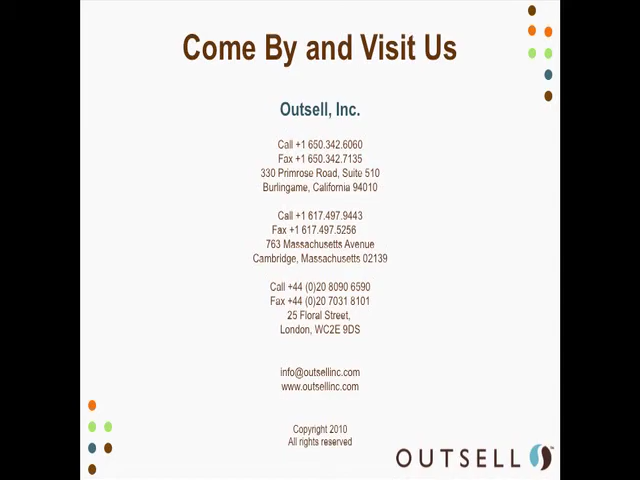 Come By and Visit Us
Outsell, Inc.
Call +1 650.342.6060
Fax +1 650.342.7135
330 Primrose Road, Suite 510
Burlingame, California 94010
Call +1 617.497.9443
Fax +1 617.497.5256
763 Massachusetts Avenue
Cambridge, Massachusetts 02139
Call +44 (0)20 8090 6590
Fax +44 (0)20 7031 8101
25 Floral Street,
London, WC2E 9DS
info@outsellinc.com
www.outsellinc.com
Copyright 2010
All rights reserved
OUTSELL